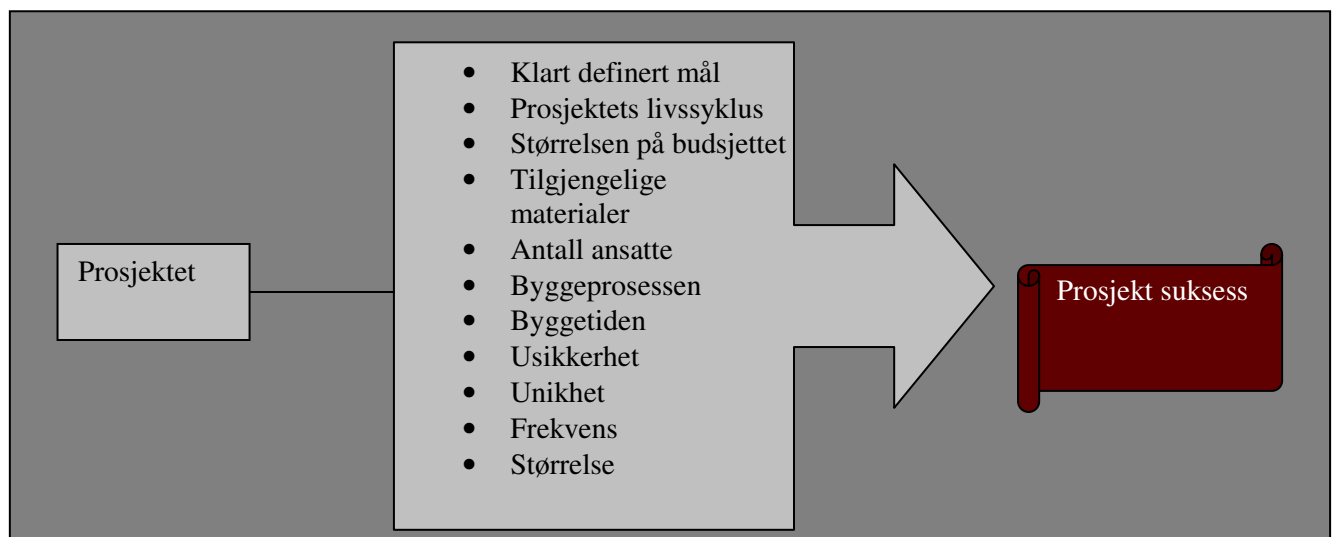 Prosjektet
• Klart definert mål
• Prosjektets livssyklus
• Størrelsen på budsjettet
• Tilgjengelige
materialer
• Antall ansatte
• Byggeprosessen
• Byggetiden
• Usikkerhet
• Unikhet
• Frekvens
• Størrelse
Prosjekt suksess